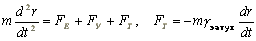 m d²r/dt² = F_E + F_V + F_T, F_T = −mγ_затух dr/dt